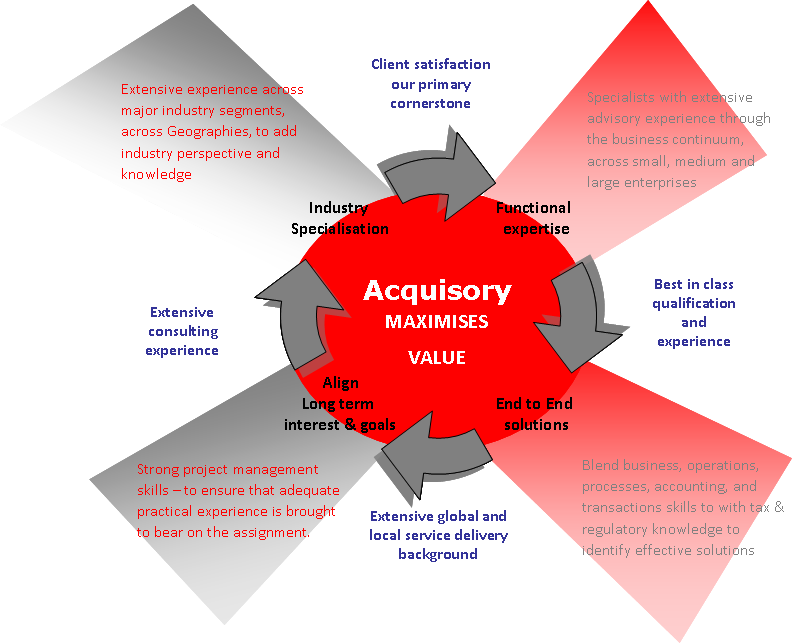 Client satisfaction
our primary
cornerstone
Extensive experience across
major industry segments,
across Geographies, to add
industry perspective and
knowledge
Specialists with extensive
advisory experience through
the business continuum,
across small, medium and
large enterprises
Industry
Specialisation
Functional
expertise
Acquisory
MAXIMISES
VALUE
Extensive
consulting
experience
Best in class
qualification
and
experience
Align
Long term
interest & goals
End to End
solutions
Strong project management
skills – to ensure that adequate
practical experience is brought
to bear on the assignment.
Extensive global and
local service delivery
background
Blend business, operations,
processes, accounting, and
transactions skills to with tax &
regulatory knowledge to
identify effective solutions